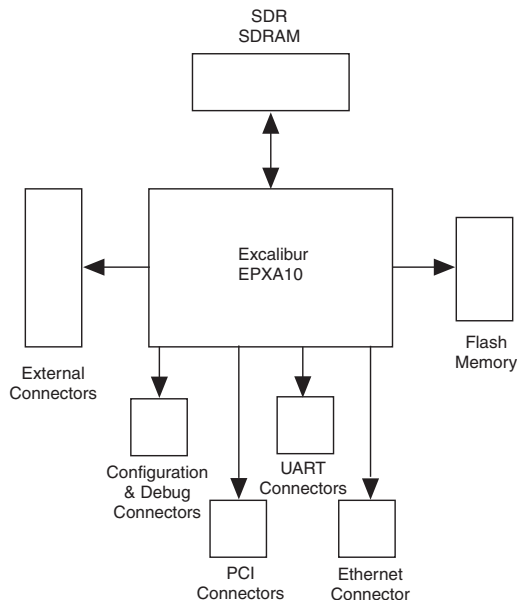 SDR
SDRAM
Excalibur
EPXA10
External
Connectors
Flash
Memory
Configuration
& Debug
Connectors
UART
Connectors
PCI
Connectors
Ethernet
Connector